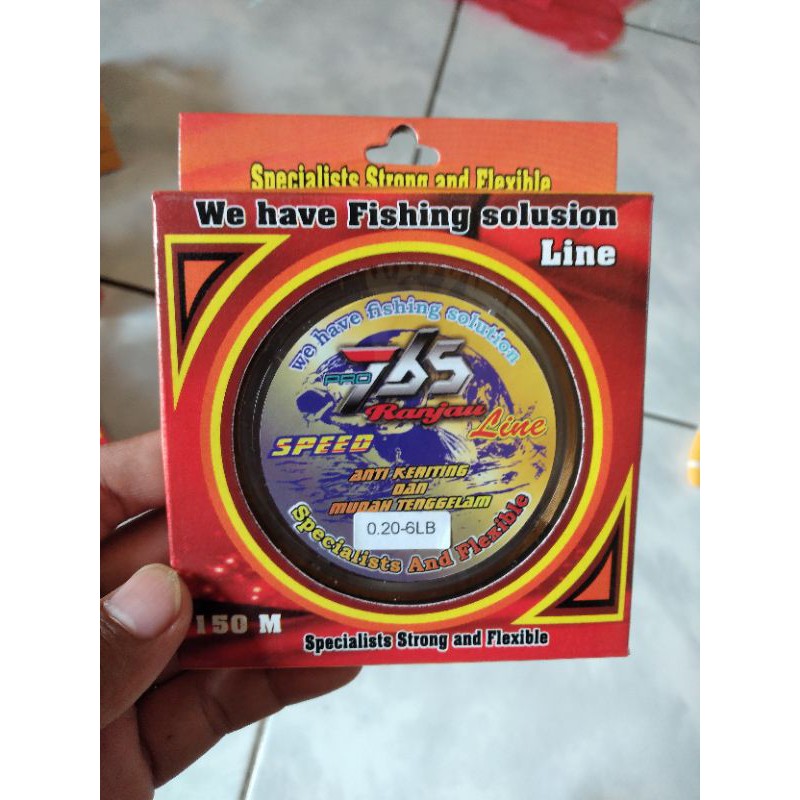 Specialists Strong and Flexible
We have Fishing solusion
Line
we have fishing solution
PRO 765
Ranjau
Line
SPEED
ANTI KERITING
DAN
MUDAH TENGGELAM
0.20-6LB
Specialists And Flexible
150 M
Specialists Strong and Flexible